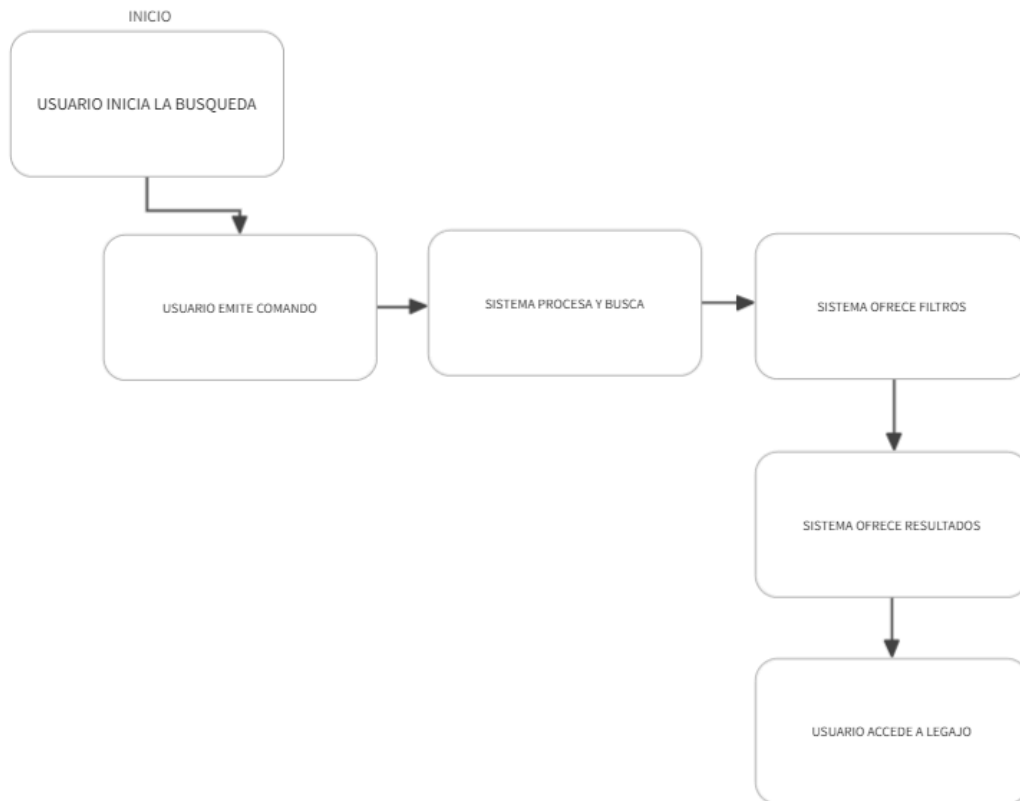 INICIO
USUARIO INICIA LA BUSQUEDA
USUARIO EMITE COMANDO
SISTEMA PROCESA Y BUSCA
SISTEMA OFRECE FILTROS
SISTEMA OFRECE RESULTADOS
USUARIO ACCEDE A LEGAJO